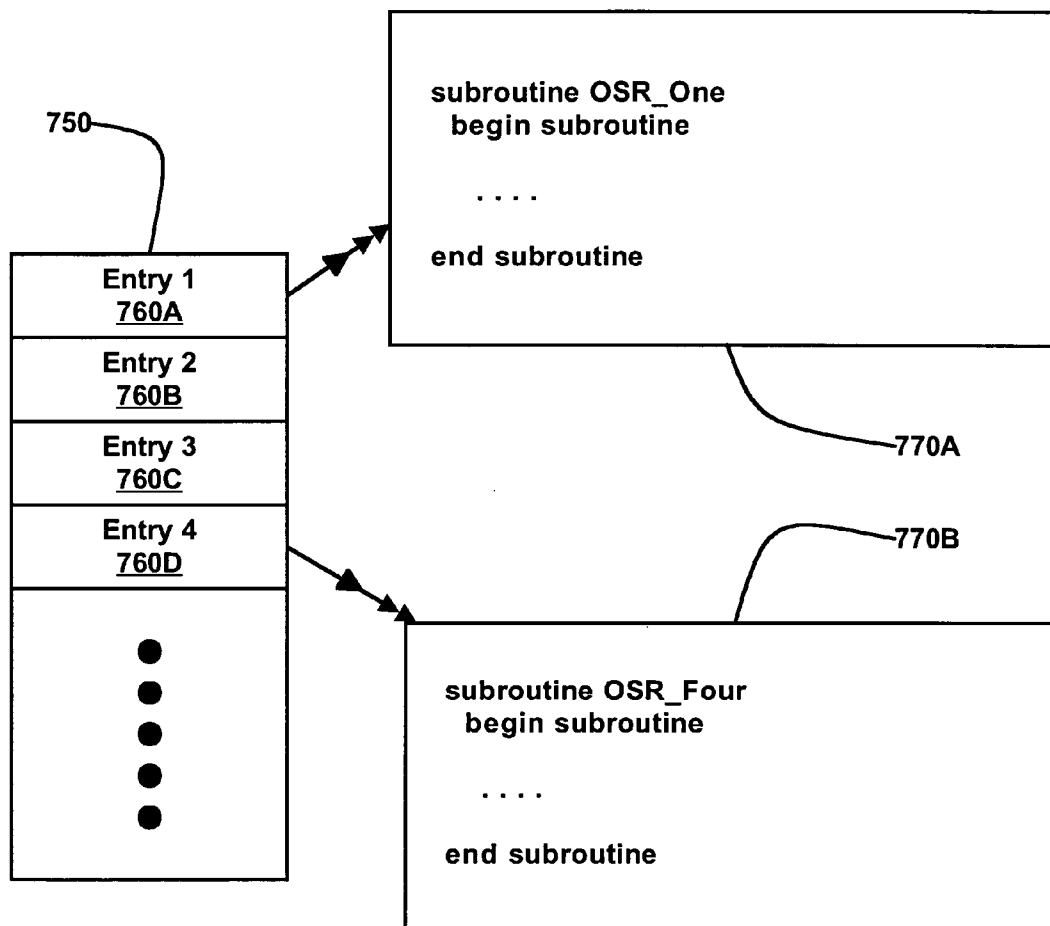 750
Entry 1
760A
Entry 2
760B
Entry 3
760C
Entry 4
760D
subroutine OSR_One
begin subroutine
. . . .
end subroutine
770A
770B
subroutine OSR_Four
begin subroutine
. . . .
end subroutine